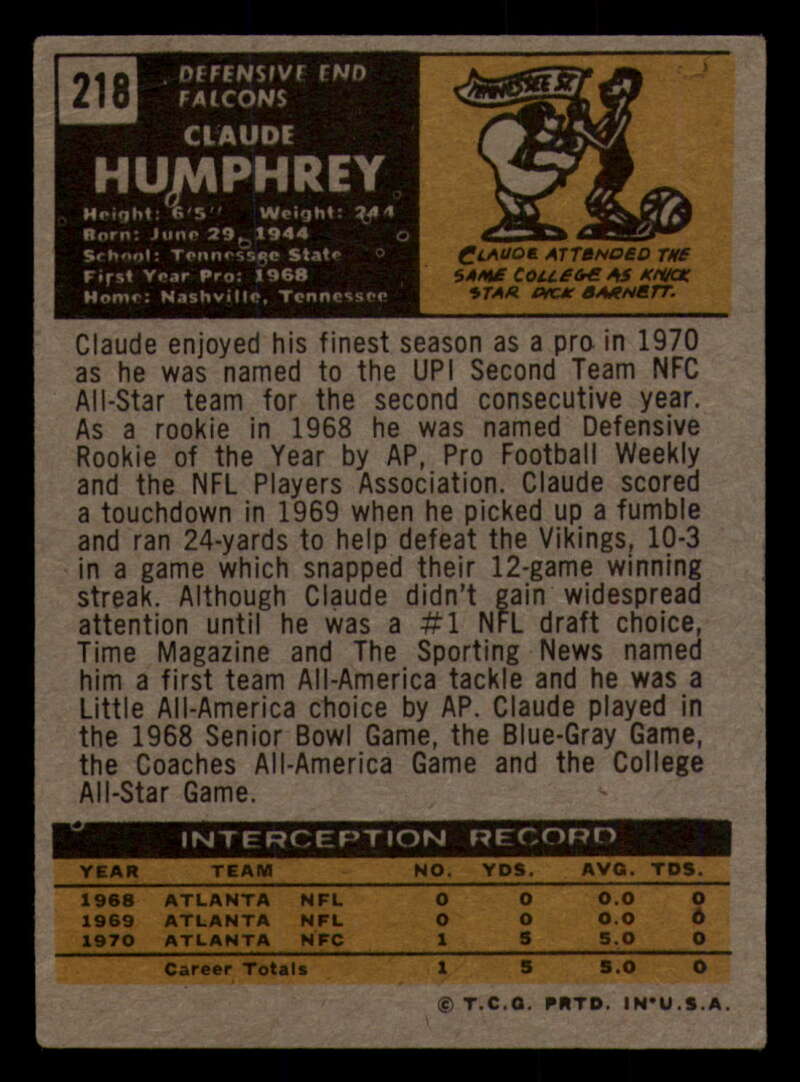 218
DEFENSIVE END
FALCONS
CLAUDE
HUMPHREY
Height: 6'5" Weight: 244
Born: June 29, 1944
School: Tennessee State
First Year Pro: 1968
Home: Nashville, Tennessee
TENNESSEE ST.
CLAUDE ATTENDED THE
SAME COLLEGE AS KNICK
STAR DICK BARNETT.
Claude enjoyed his finest season as a pro in 1970
as he was named to the UPI Second Team NFC
All-Star team for the second consecutive year.
As a rookie in 1968 he was named Defensive
Rookie of the Year by AP, Pro Football Weekly
and the NFL Players Association. Claude scored
a touchdown in 1969 when he picked up a fumble
and ran 24-yards to help defeat the Vikings, 10-3
in a game which snapped their 12-game winning
streak. Although Claude didn't gain widespread
attention until he was a #1 NFL draft choice,
Time Magazine and The Sporting News named
him a first team All-America tackle and he was a
Little All-America choice by AP. Claude played in
the 1968 Senior Bowl Game, the Blue-Gray Game,
the Coaches All-America Game and the College
All-Star Game.
INTERCEPTION RECORD
YEAR TEAM NO. YDS. AVG. TDS.
1968 ATLANTA NFL 0 0 0.0 0
1969 ATLANTA NFL 0 0 0.0 0
1970 ATLANTA NFC 1 5 5.0 0
Career Totals 1 5 5.0 0
© T.C.G. PRTD. IN U.S.A.